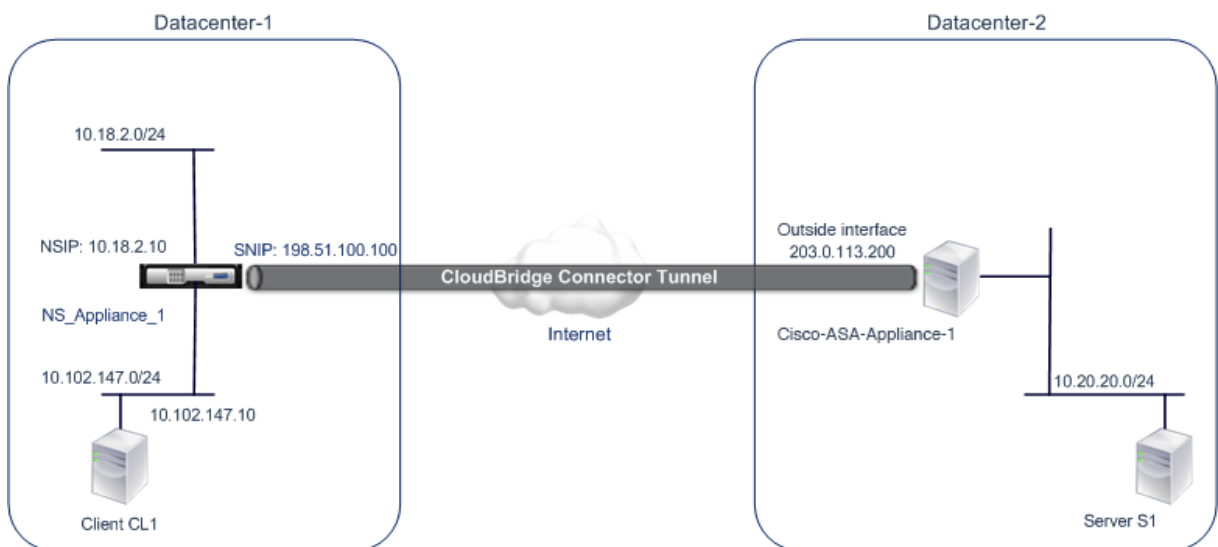 Datacenter-1
Datacenter-2
10.18.2.0/24
NSIP: 10.18.2.10
SNIP: 198.51.100.100
NS_Appliance_1
10.102.147.0/24
10.102.147.10
Client CL1
CloudBridge Connector Tunnel
Internet
Outside interface
203.0.113.200
Cisco-ASA-Appliance-1
10.20.20.0/24
Server S1